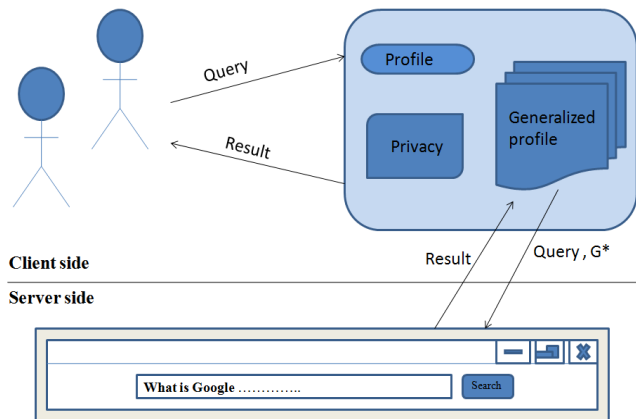 Query
Profile
Generalized
profile
Privacy
Result
Client side
Result
Query , G*
Server side
What is Google …………..
Search